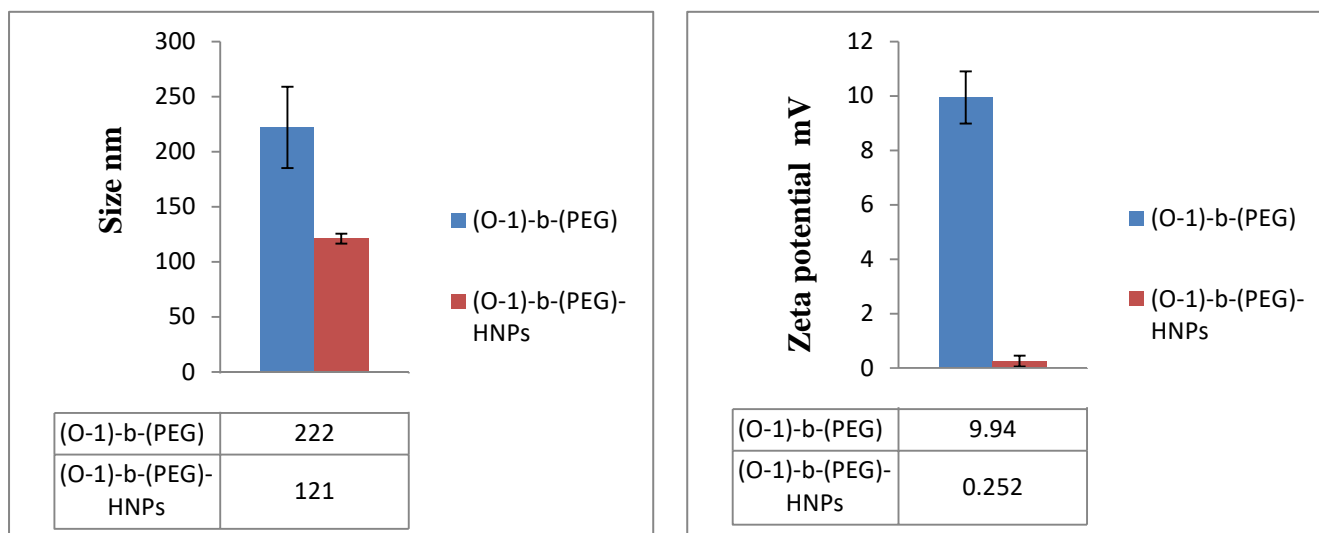 300
250
200
150
100
50
0
Size nm
(O-1)-b-(PEG)
(O-1)-b-(PEG)-
HNPs
(O-1)-b-(PEG) 222
(O-1)-b-(PEG)-
HNPs 121
12
10
8
6
4
2
0
Zeta potential mV
(O-1)-b-(PEG)
(O-1)-b-(PEG)-
HNPs
(O-1)-b-(PEG) 9.94
(O-1)-b-(PEG)-
HNPs 0.252